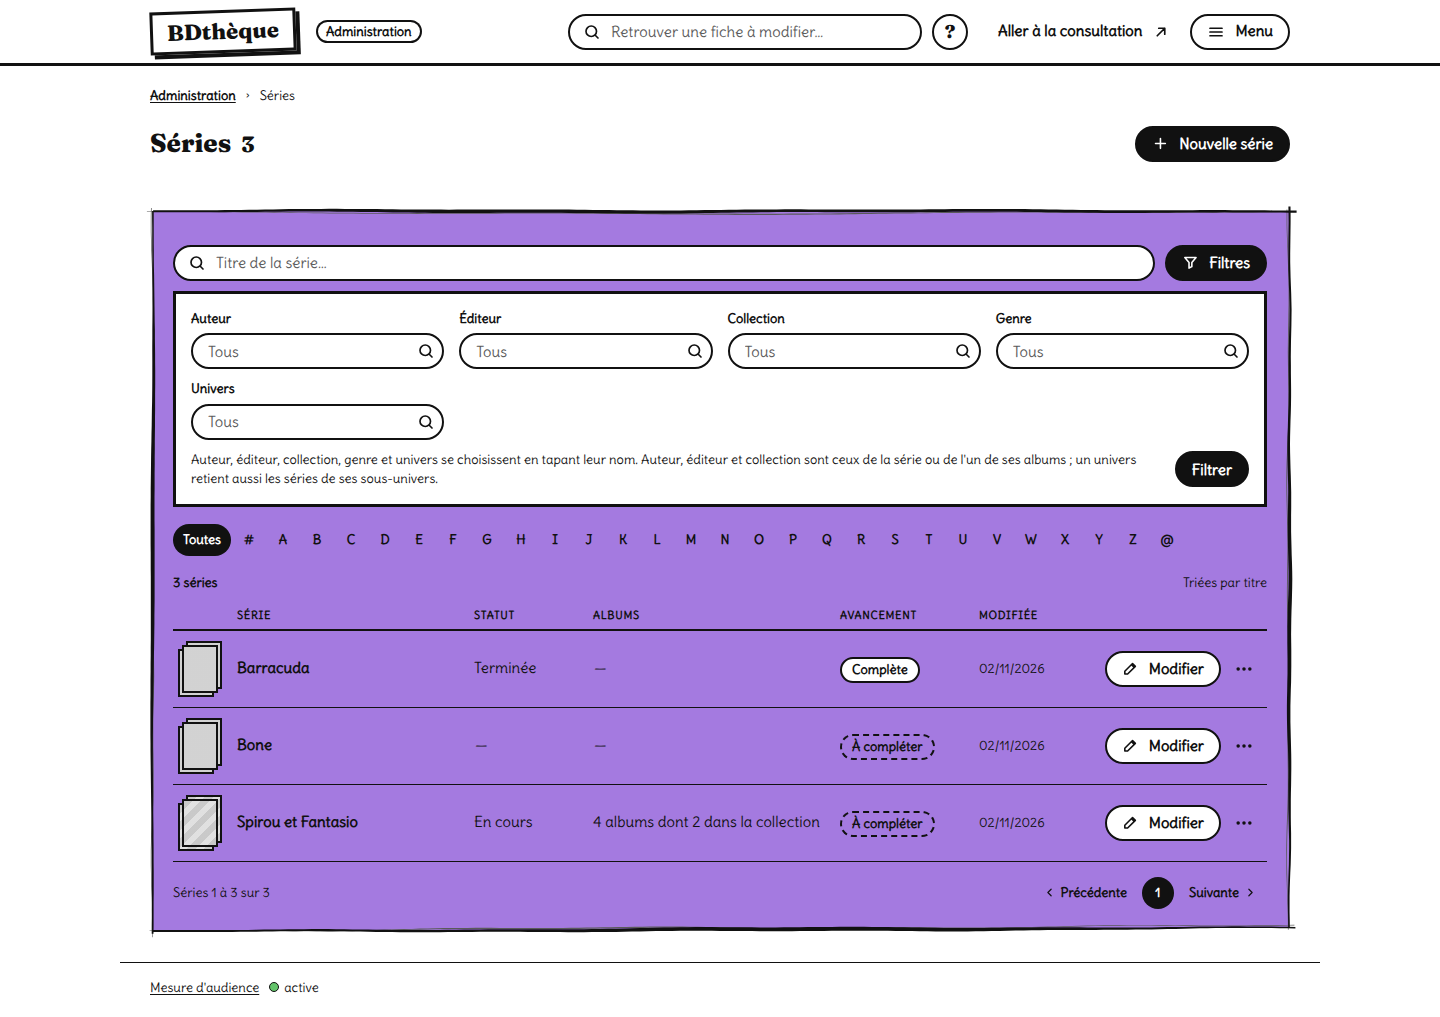 BDthèque
Administration
Retrouver une fiche à modifier...
?
Aller à la consultation
Menu
Administration › Séries
Séries 3
+ Nouvelle série
Titre de la série...
Filtres
Auteur
Éditeur
Collection
Genre
Tous
Tous
Tous
Tous
Univers
Tous
Auteur, éditeur, collection, genre et univers se choisissent en tapant leur nom. Auteur, éditeur et collection sont ceux de la série ou de l'un de ses albums ; un univers
retient aussi les séries de ses sous-univers.
Filtrer
Toutes # A B C D E F G H I J K L M N O P Q R S T U V W X Y Z @
3 séries
Triées par titre
SÉRIE STATUT ALBUMS AVANCEMENT MODIFIÉE
Barracuda Terminée — Complète 02/11/2026 Modifier
Bone — — À compléter 02/11/2026 Modifier
Spirou et Fantasio En cours 4 albums dont 2 dans la collection À compléter 02/11/2026 Modifier
Séries 1 à 3 sur 3
‹ Précédente 1 Suivante ›
Mesure d'audience active